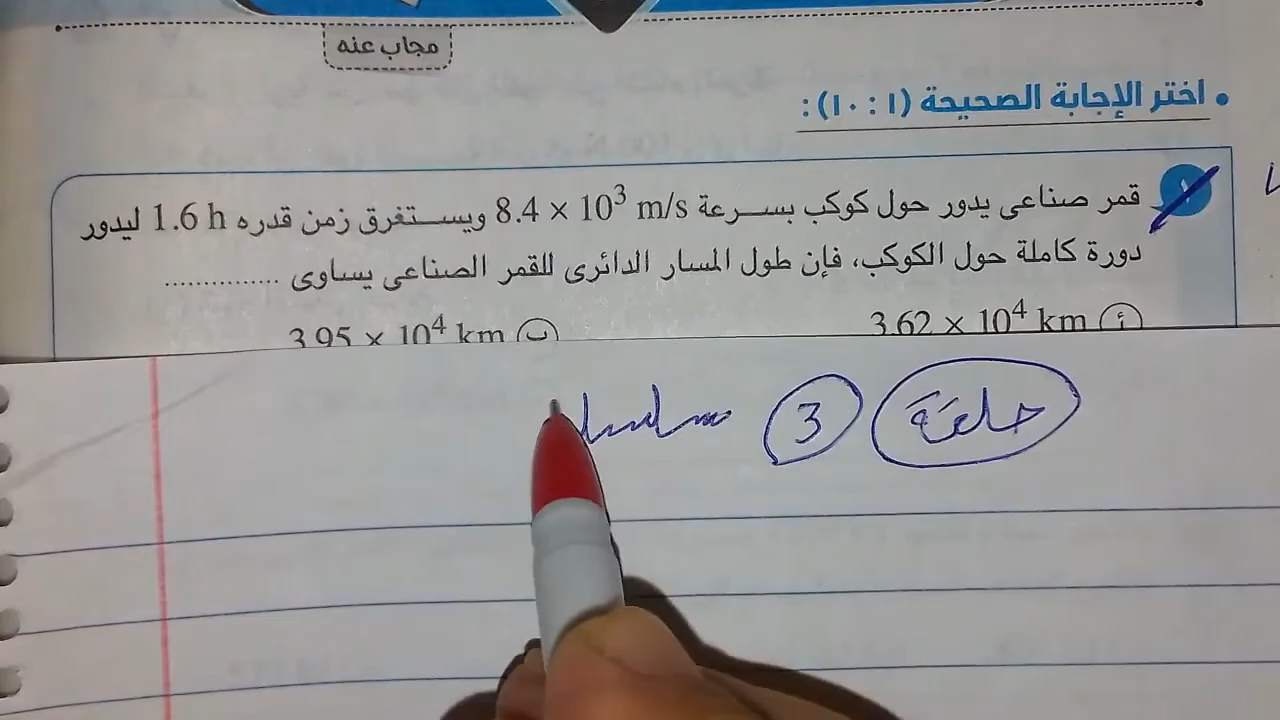 مجاب عنه
• اختر الإجابة الصحيحة (١ : ١٠) :
١ قمر صناعى يدور حول كوكب بسرعة 8.4 × 10³ m/s ويستغرق زمن قدره 1.6 h ليدور
دورة كاملة حول الكوكب، فإن طول المسار الدائرى للقمر الصناعى يساوى ...............
أ 3.62 × 10⁴ km ب 3.95 × 10⁴ km
حلقة 3